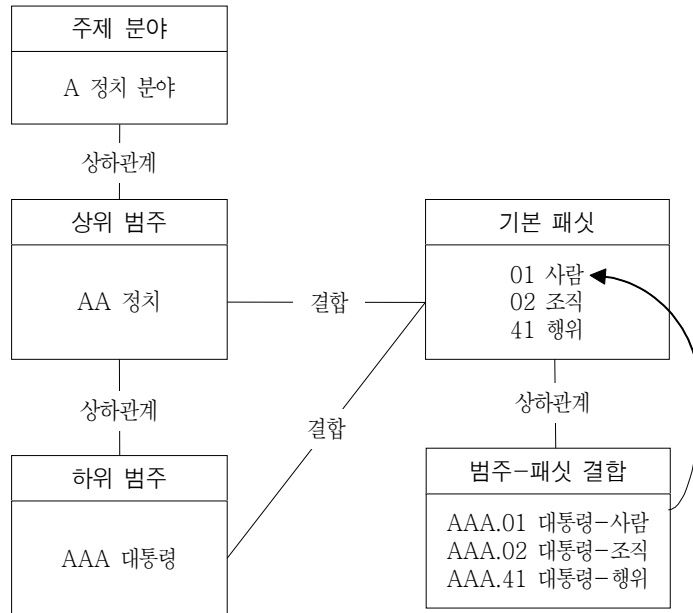 주제 분야
A 정치 분야
상하관계
상위 범주
AA 정치
결합
기본 패싯
01 사람
02 조직
41 행위
상하관계
결합
상하관계
하위 범주
AAA 대통령
범주-패싯 결합
AAA.01 대통령-사람
AAA.02 대통령-조직
AAA.41 대통령-행위